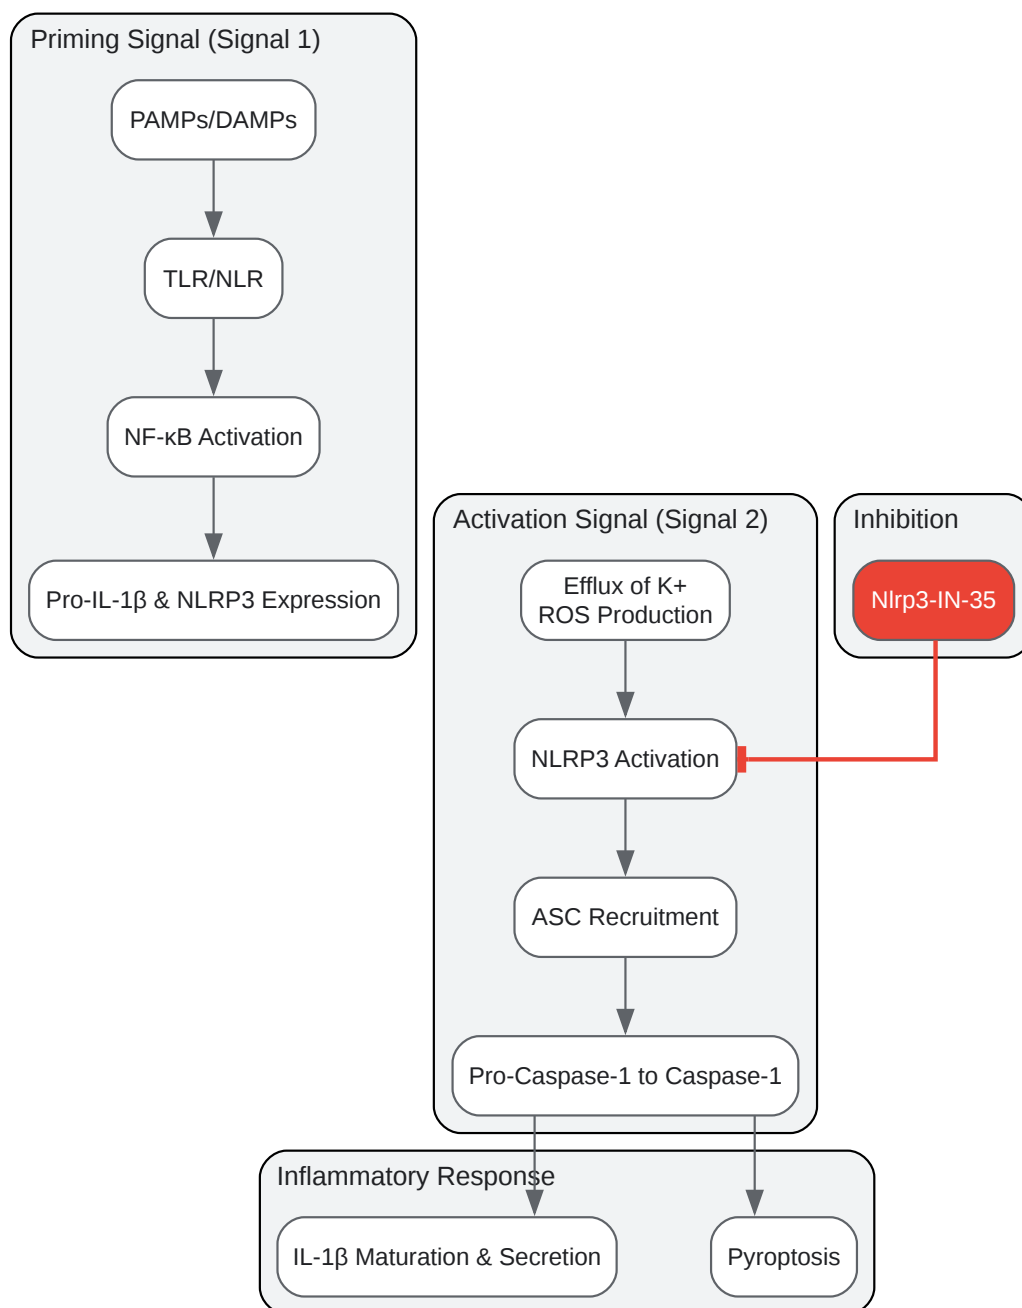 Priming Signal (Signal 1)
PAMPs/DAMPs
TLR/NLR
NF-κB Activation
Pro-IL-1β & NLRP3 Expression
Activation Signal (Signal 2)
Efflux of K+
ROS Production
NLRP3 Activation
ASC Recruitment
Pro-Caspase-1 to Caspase-1
Inhibition
Nlrp3-IN-35
Inflammatory Response
IL-1β Maturation & Secretion
Pyroptosis